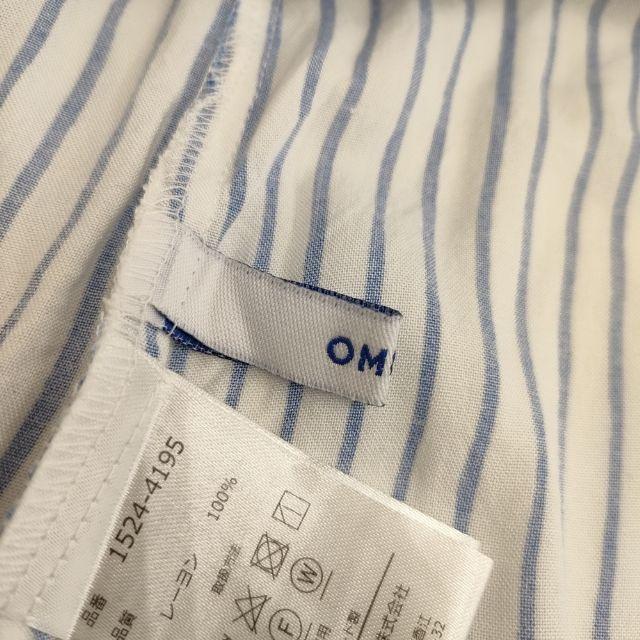 OM
品番 1524-4195
品質
レーヨン 100%
取扱方法
W
株式会社
32